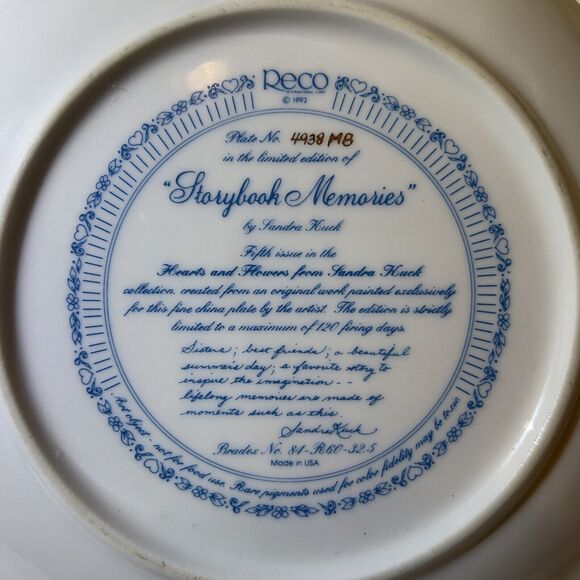 Reco
INTERNATIONAL CORP.
© 1992
Plate No. 4938 MB
in the limited edition of
"Storybook Memories"
by Sandra Kuck
Fifth issue in the
Hearts and Flowers from Sandra Kuck
collection, created from an original work painted exclusively
for this fine china plate by the artist. The edition is strictly
limited to a maximum of 120 firing days.
Sisters; best friends; a beautiful
summer's day; a favorite story to
inspire the imagination --
lifelong memories are made of
moments such as this.
Sandra Kuck
Bradex No. 84-R60-32.5
Made in USA
Art object - not for food use. Rare pigments used for color fidelity may be toxic.